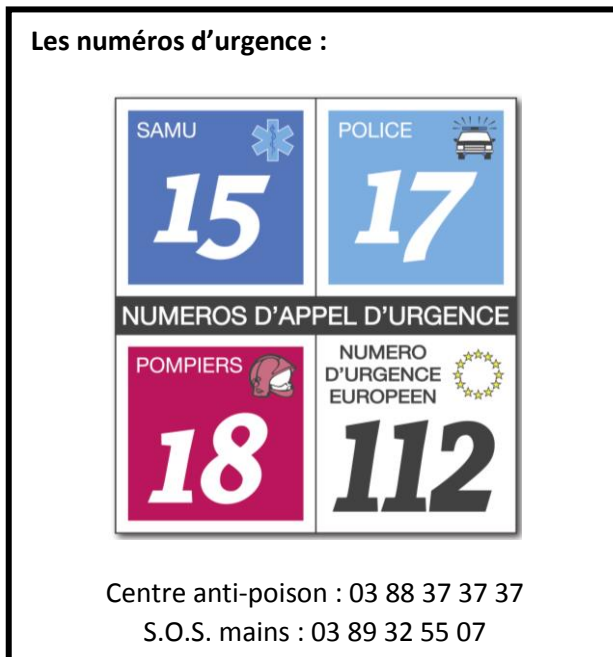 Les numéros d’urgence :
SAMU
15
POLICE
17
NUMEROS D'APPEL D'URGENCE
POMPIERS
18
NUMERO
D'URGENCE
EUROPEEN
112
Centre anti-poison : 03 88 37 37 37
S.O.S. mains : 03 89 32 55 07